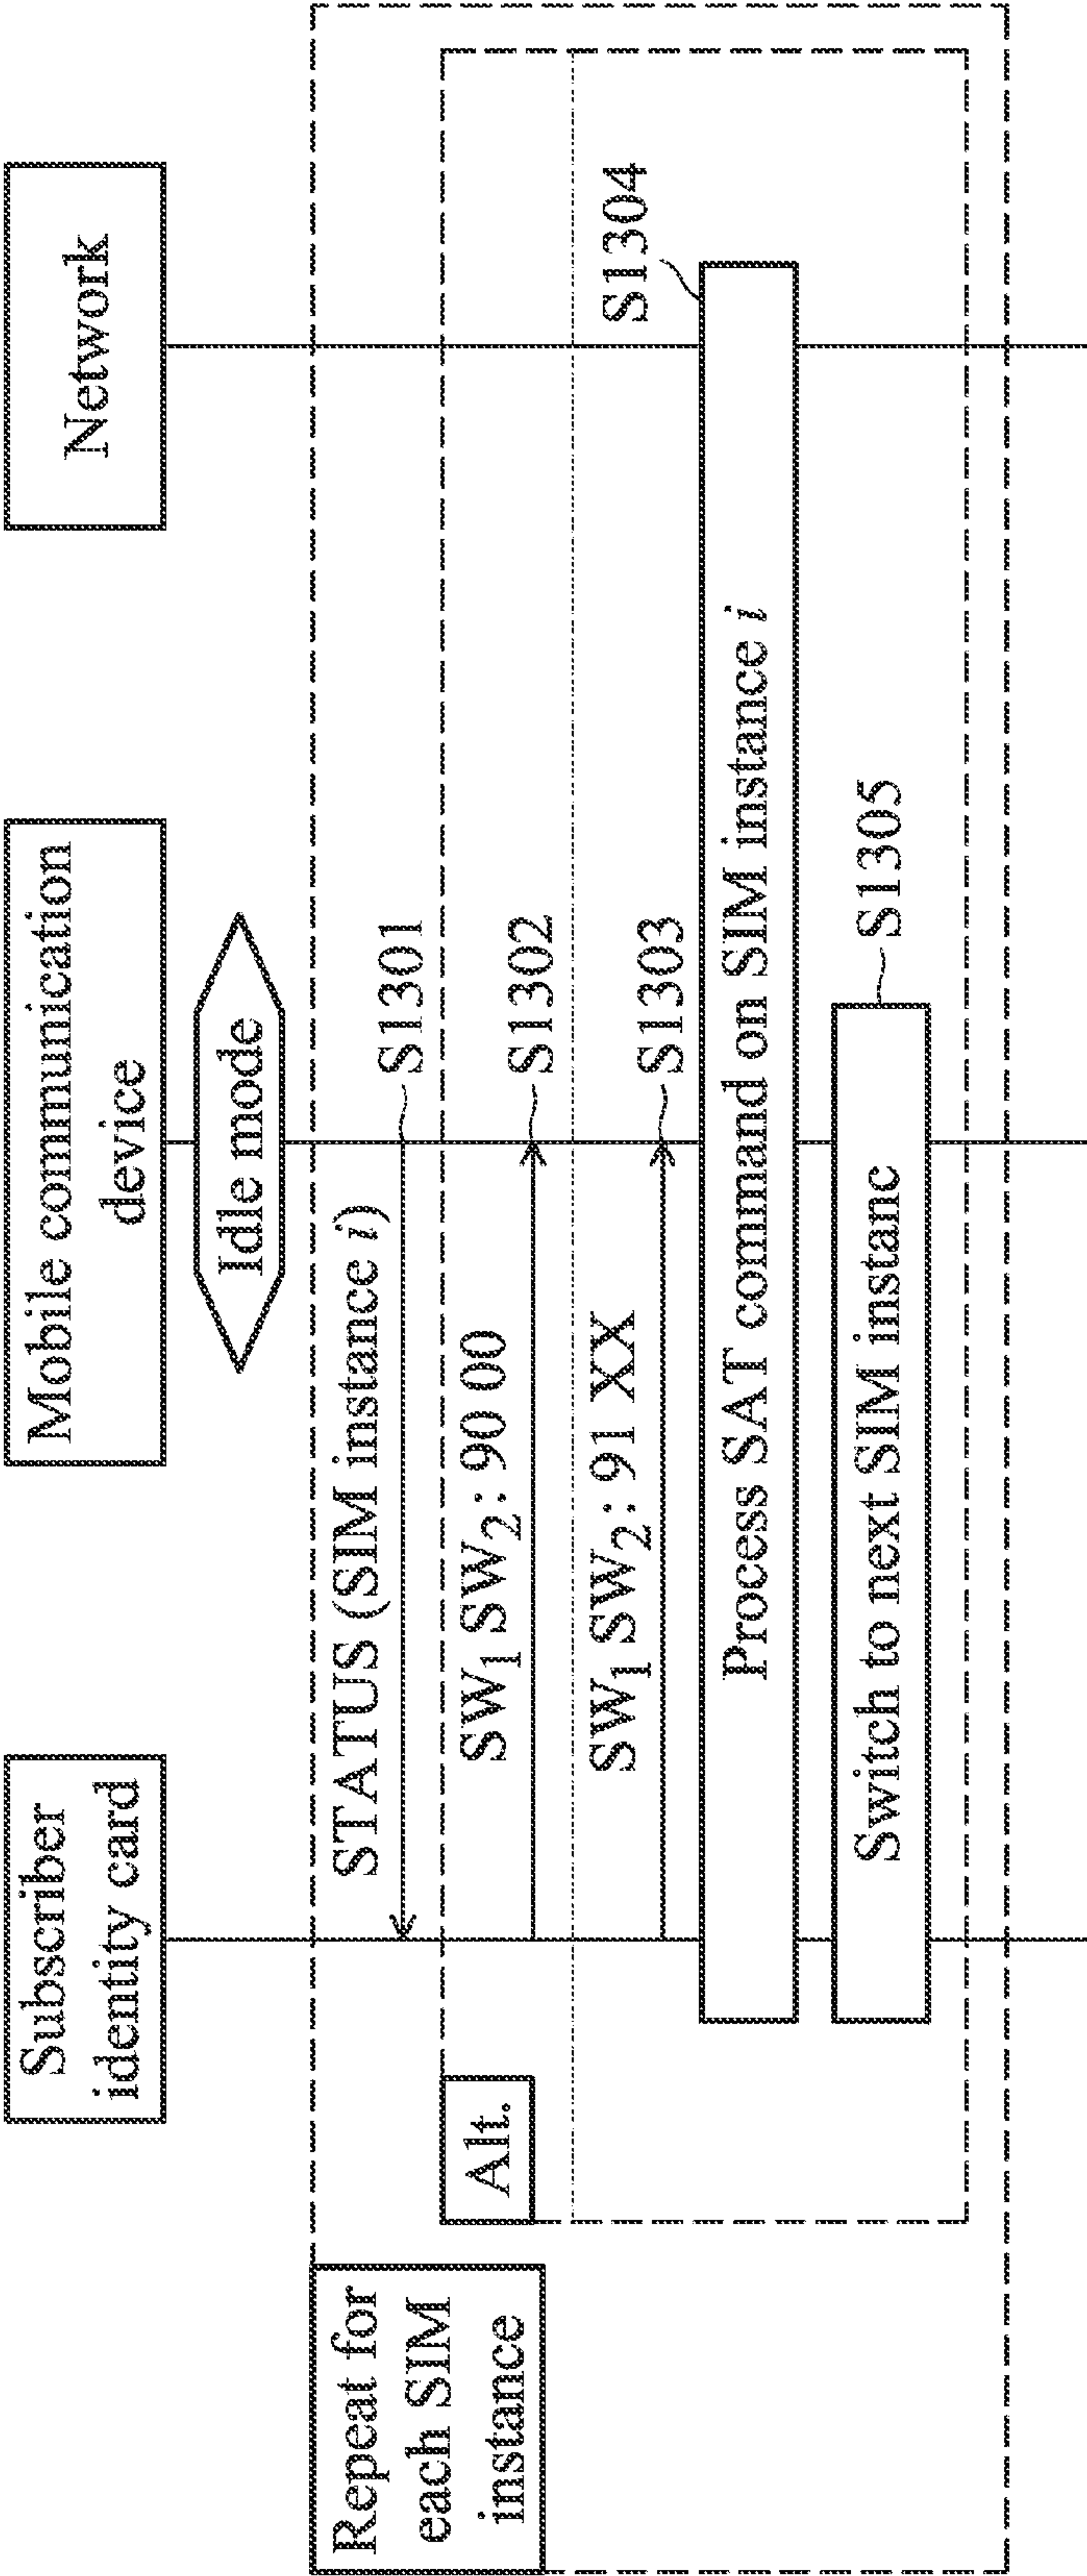 Subscriber
identity card
Mobile communication
device
Network
Idle mode
Repeat for
each SIM
instance
STATUS (SIM instance i)
S1301
Alt.
SW1 SW2: 90 00
S1302
SW1 SW2: 91 XX
S1303
S1304
Process SAT command on SIM instance i
Switch to next SIM instanc
S1305